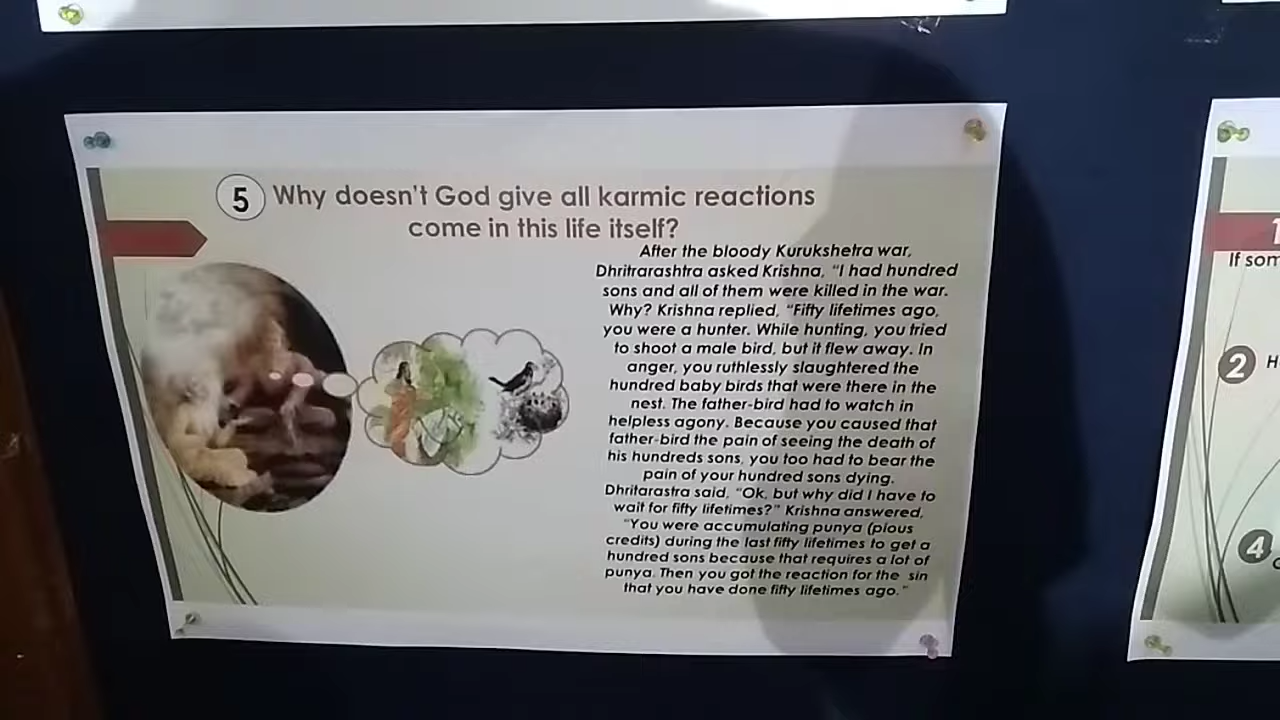 5 Why doesn't God give all karmic reactions
come in this life itself?
After the bloody Kurukshetra war,
Dhritrarashtra asked Krishna, "I had hundred
sons and all of them were killed in the war.
Why? Krishna replied, "Fifty lifetimes ago,
you were a hunter. While hunting, you tried
to shoot a male bird, but it flew away. In
anger, you ruthlessly slaughtered the
hundred baby birds that were there in the
nest. The father-bird had to watch in
helpless agony. Because you caused that
father-bird the pain of seeing the death of
his hundreds sons, you too had to bear the
pain of your hundred sons dying.
Dhritarastra said, "Ok, but why did I have to
wait for fifty lifetimes?" Krishna answered,
"You were accumulating punya (pious
credits) during the last fifty lifetimes to get a
hundred sons because that requires a lot of
punya. Then you got the reaction for the sin
that you have done fifty lifetimes ago."
If som
2 H
4